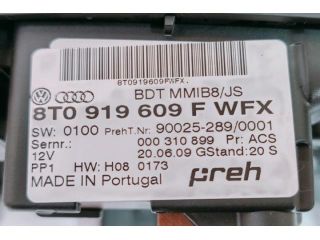 8T0919609FWFX.
BDT MMIB8/JS
8T0 919 609 F WFX
SW: 0100 PrehT.Nr: 90025-289/0001
Sernr.: 000 310 899 Pr: ACS
12V 20.06.09 GStand: 20 S
PP1 HW: H08 0173
MADE IN Portugal preh